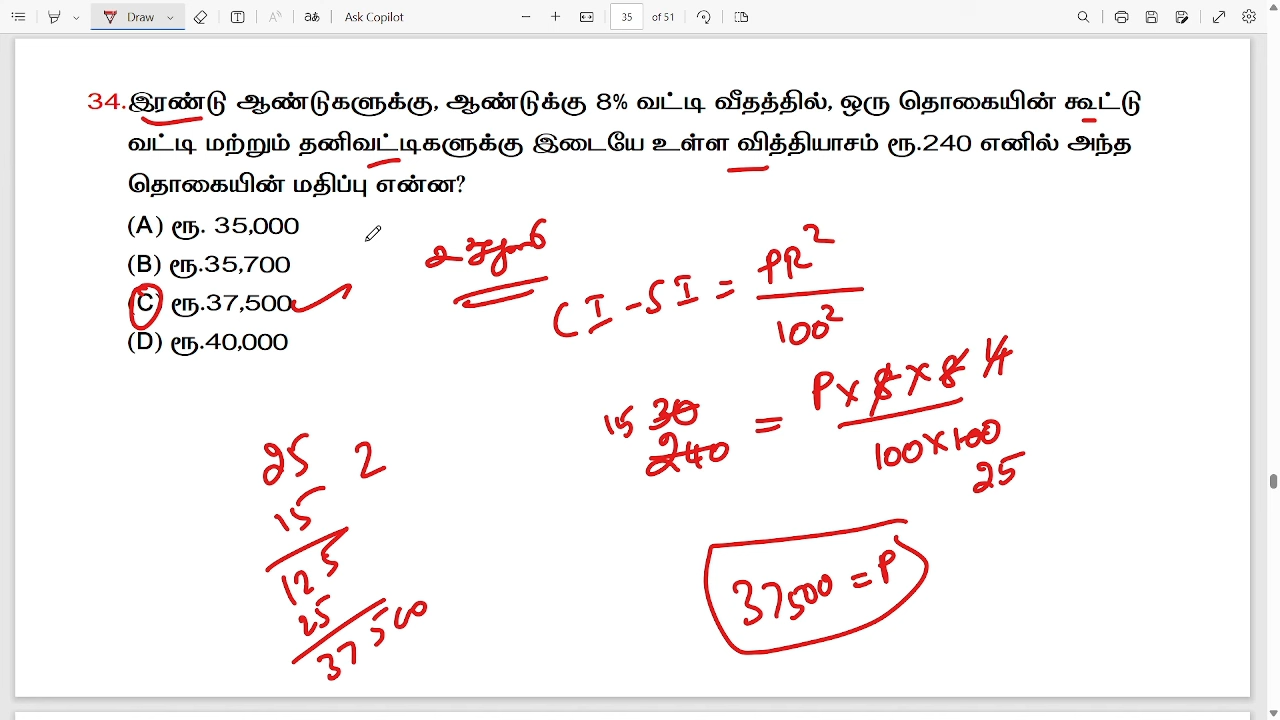 Draw
Ask Copilot
35 of 51
34. இரண்டு ஆண்டுகளுக்கு, ஆண்டுக்கு 8% வட்டி வீதத்தில், ஒரு தொகையின் கூட்டு
வட்டி மற்றும் தனிவட்டிகளுக்கு இடையே உள்ள வித்தியாசம் ரூ.240 எனில் அந்த
தொகையின் மதிப்பு என்ன?
(A) ரூ. 35,000
(B) ரூ.35,700
(C) ரூ.37,500
(D) ரூ.40,000
CI - SI = PR²
100²
15 30
240 = P x 8 x 8 4
100 x 100
25
25 2
15
125
25
37500
37500 = P